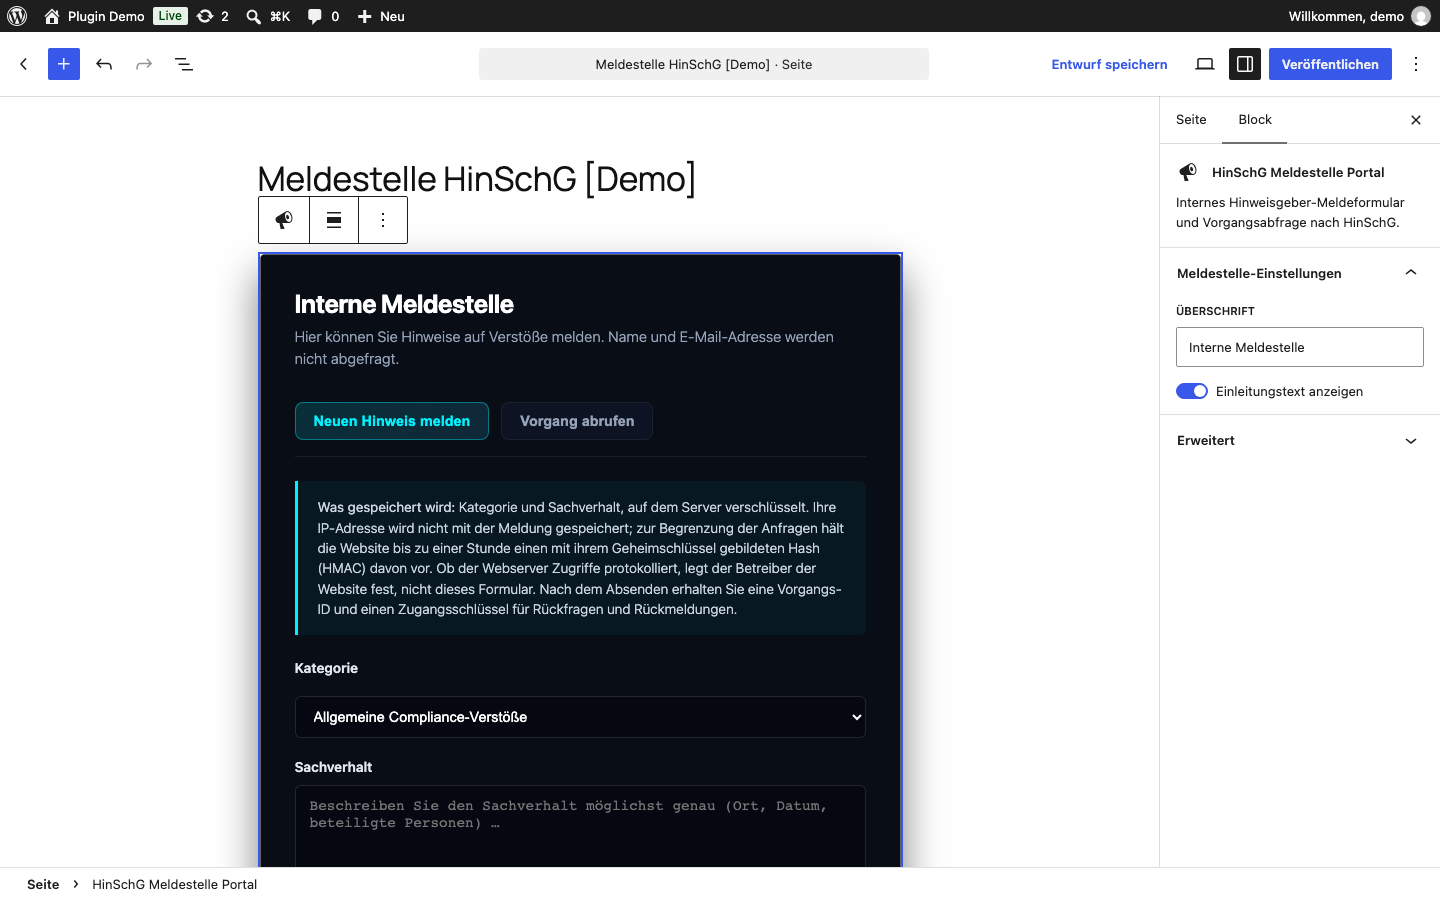 Plugin Demo Live 2 ⌘K 0 Neu Willkommen, demo
Meldestelle HinSchG [Demo] · Seite
Entwurf speichern
Veröffentlichen
Meldestelle HinSchG [Demo]
Interne Meldestelle
Hier können Sie Hinweise auf Verstöße melden. Name und E-Mail-Adresse werden
nicht abgefragt.
Neuen Hinweis melden
Vorgang abrufen
Was gespeichert wird: Kategorie und Sachverhalt, auf dem Server verschlüsselt. Ihre
IP-Adresse wird nicht mit der Meldung gespeichert; zur Begrenzung der Anfragen hält
die Website bis zu einer Stunde einen mit ihrem Geheimschlüssel gebildeten Hash
(HMAC) davon vor. Ob der Webserver Zugriffe protokolliert, legt der Betreiber der
Website fest, nicht dieses Formular. Nach dem Absenden erhalten Sie eine Vorgangs-
ID und einen Zugangsschlüssel für Rückfragen und Rückmeldungen.
Kategorie
Allgemeine Compliance-Verstöße
Sachverhalt
Beschreiben Sie den Sachverhalt möglichst genau (Ort, Datum,
beteiligte Personen) …
Seite
Block
HinSchG Meldestelle Portal
Internes Hinweisgeber-Meldeformular
und Vorgangsabfrage nach HinSchG.
Meldestelle-Einstellungen
ÜBERSCHRIFT
Interne Meldestelle
Einleitungstext anzeigen
Erweitert
Seite › HinSchG Meldestelle Portal